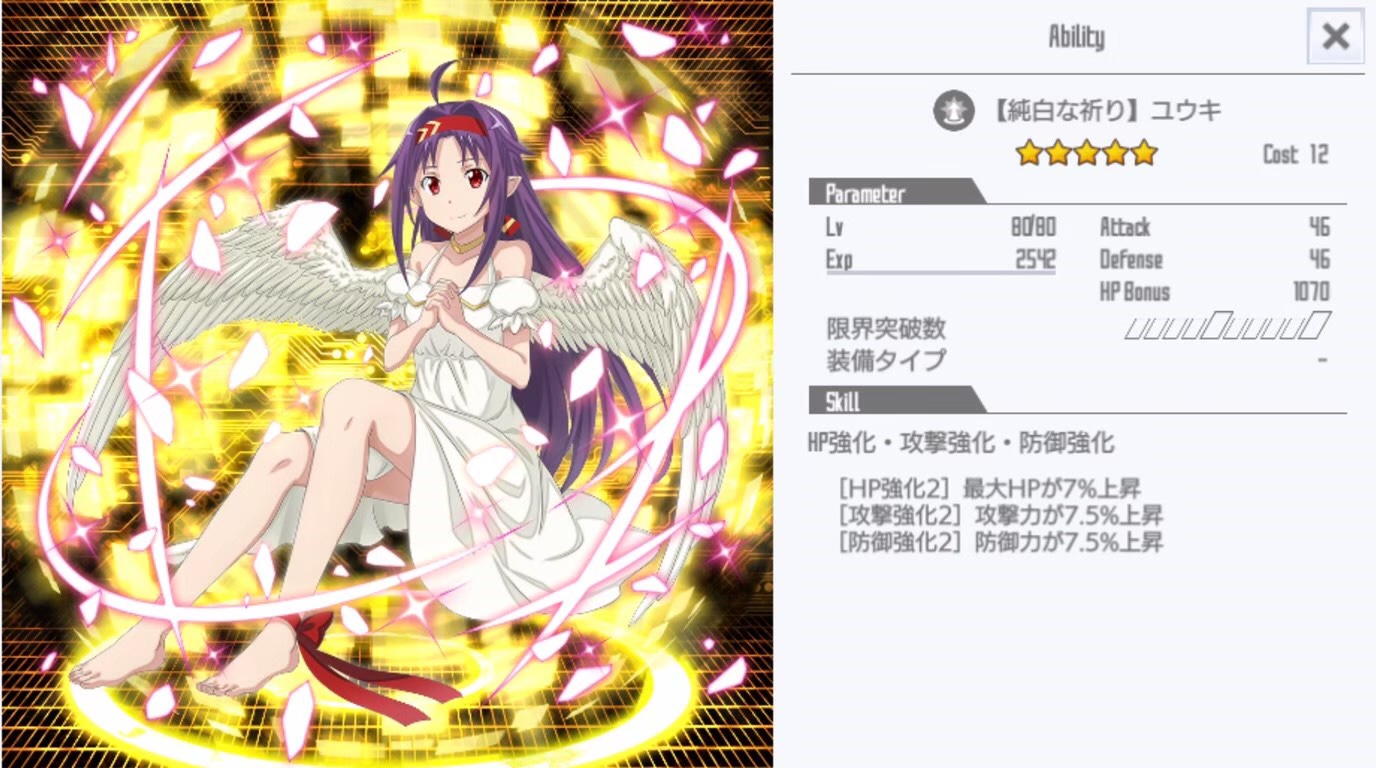 Ability
【純白な祈り】ユウキ
Cost 12
Parameter
Lv 80/80 Attack 46
Exp 2542 Defense 46
HP Bonus 1070
限界突破数
装備タイプ -
Skill
HP強化・攻撃強化・防御強化
[HP強化2] 最大HPが7%上昇
[攻撃強化2] 攻撃力が7.5%上昇
[防御強化2] 防御力が7.5%上昇